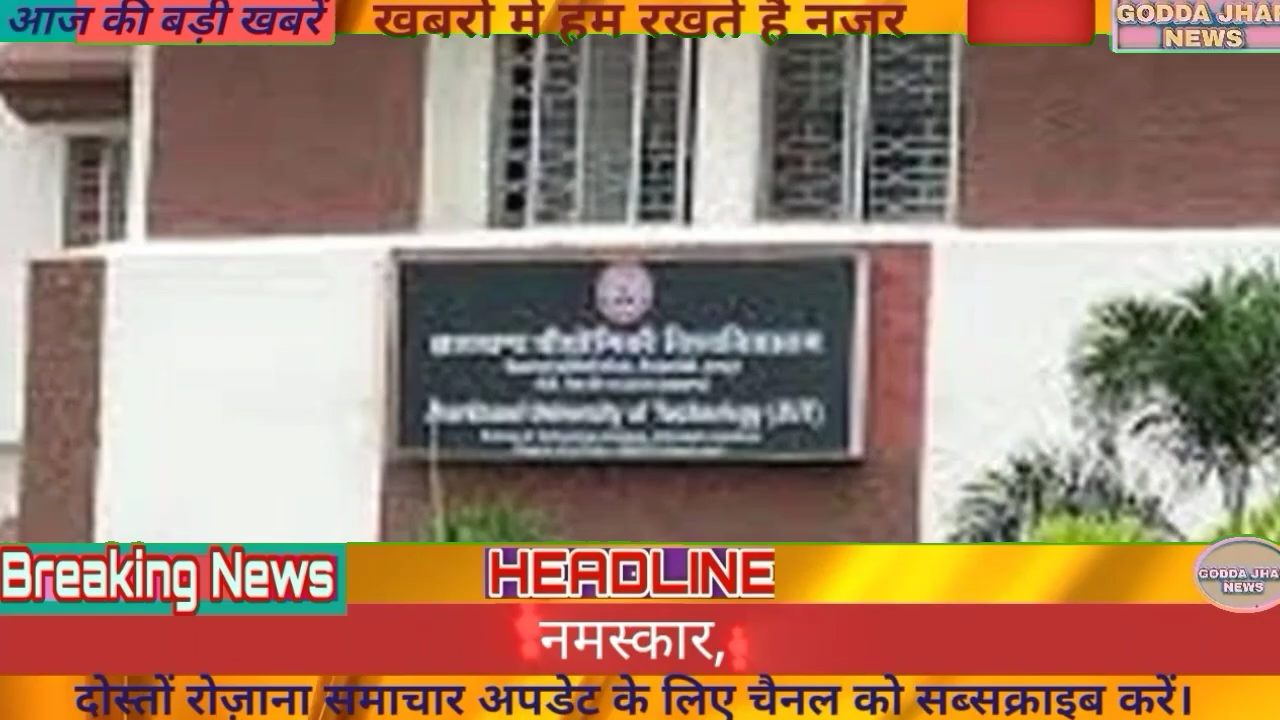 आज की बड़ी खबरें
खबरो मे हम रखते है नजर
GODDA JHAR
NEWS
Jharkhand University of Technology (JUT)
Breaking News
HEADLINE
GODDA JHA
NEWS
नमस्कार,
दोस्तों रोज़ाना समाचार अपडेट के लिए चैनल को सब्सक्राइब करें।